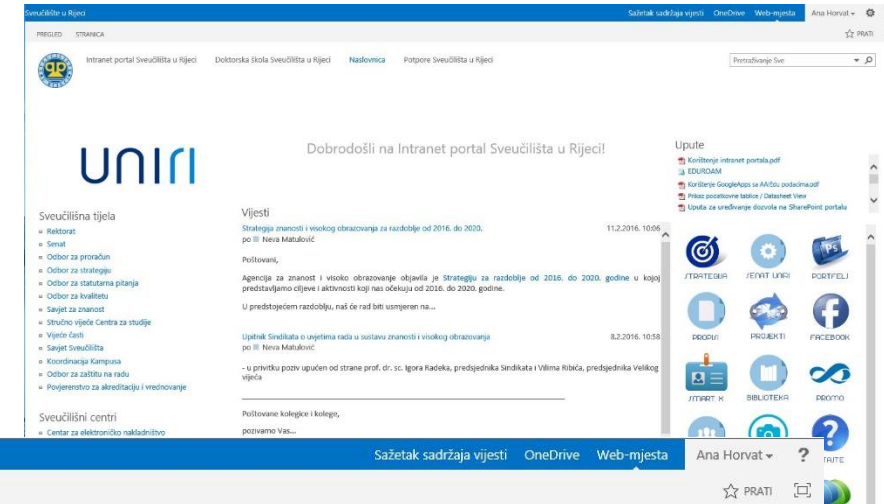 Sveučilište u Rijeci
Sažetak sadržaja vijesti OneDrive Web-mjesta Ana Horvat
PREGLED STRANICA
PRATI
Intranet portal Sveučilišta u Rijeci Doktorska škola Sveučilišta u Rijeci Naslovnica Potpore Sveučilišta u Rijeci
Pretraživanje Sve
UNIRI
Dobrodošli na Intranet portal Sveučilišta u Rijeci!
Sveučilišna tijela
Rektorat
Senat
Odbor za proračun
Odbor za strategiju
Odbor za statutarna pitanja
Odbor za kvalitetu
Savjet za znanost
Stručno vijeće Centra za studije
Vijeće časti
Savjet Sveučilišta
Koordinacija Kampusa
Odbor za zaštitu na radu
Povjerenstvo za akreditaciju i vrednovanje
Sveučilišni centri
Centar za elektroničko nakladništvo
Vijesti
Strategija znanosti i visokog obrazovanja za razdoblje od 2016. do 2020. 11.2.2016. 10:06
po Neva Matulović
Poštovani,
Agencija za znanost i visoko obrazovanje objavila je Strategiju za razdoblje od 2016. do 2020. godine u kojoj
predstavljamo ciljeve i aktivnosti koji nas očekuju od 2016. do 2020. godine.
U predstojećem razdoblju, naš će rad biti usmjeren na...
Upitnik Sindikata o uvjetima rada u sustavu znanosti i visokog obrazovanja 8.2.2016. 10:58
po Neva Matulović
- u privitku poziv upućen od strane prof. dr. sc. Igora Radeka, predsjednika Sindikata i Vilima Ribića, predsjednika Velikog
vijeća
Poštovane kolegice i kolege,
pozivamo Vas...
Upute
Korištenje intranet portala.pdf
EDUROAM
Korištenje GoogleApps sa AAIEdu podacima.pdf
Prikaz podatkovne tablice / Datasheet View
Uputa za uređivanje dozvola na SharePoint portalu
STRATEGIJA SENAT UNIRI PORTFELJ
PROPISI PROJEKTI FACEBOOK
SMART X BIBLIOTEKA PROMO
Sažetak sadržaja vijesti OneDrive Web-mjesta Ana Horvat ?
PRATI